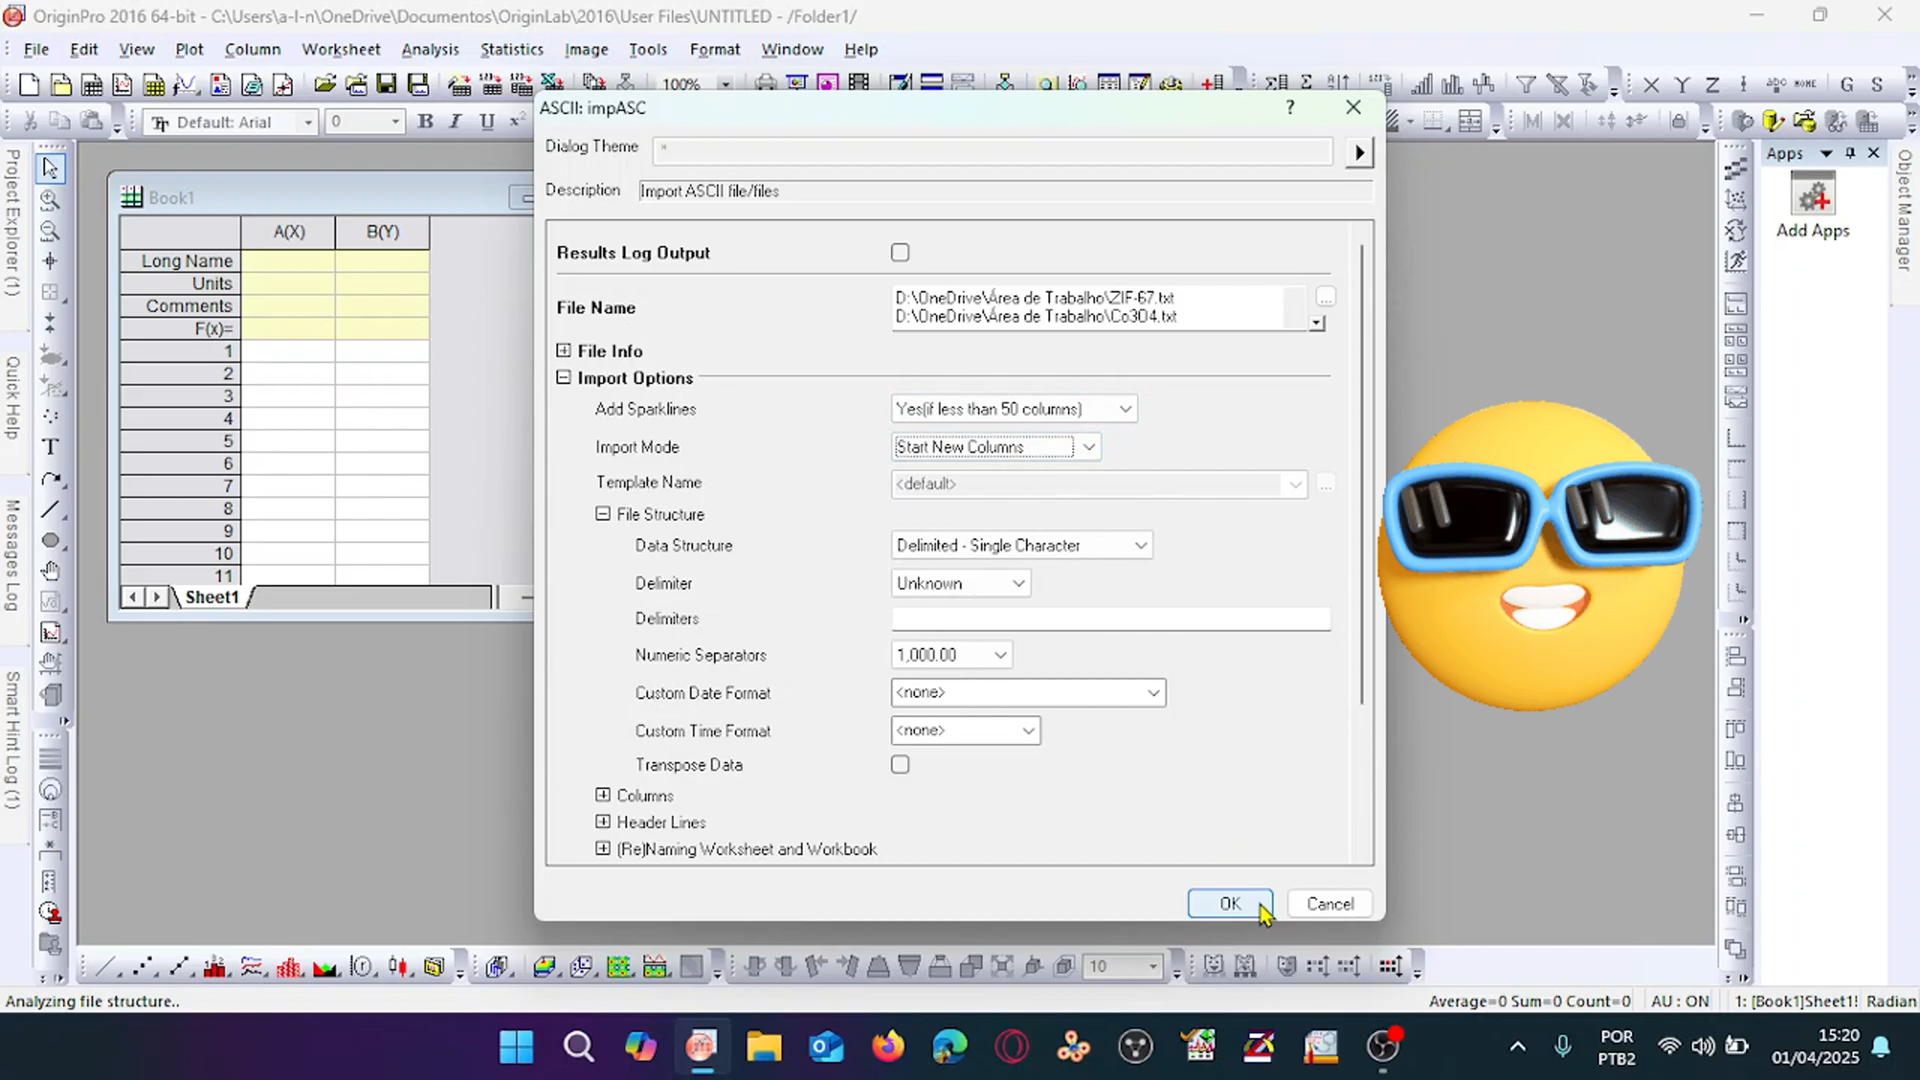 OriginPro 2016 64-bit - C:\Users\a-l-n\OneDrive\Documentos\OriginLab\2016\User Files\UNTITLED - /Folder1/
File Edit View Plot Column Worksheet Analysis Statistics Image Tools Format Window Help
100%
X Y Z G S
Default: Arial 0 B I U
Project Explorer (1)
Quick Help
Messages Log
Smart Hint Log (1)
Book1
A(X) B(Y)
Long Name
Units
Comments
F(x)=
1
2
3
4
5
6
7
8
9
10
11
Sheet1
ASCII: impASC
Dialog Theme *
Description Import ASCII file/files
Results Log Output
File Name D:\OneDrive\Área de Trabalho\ZIF-67.txt
D:\OneDrive\Área de Trabalho\Co3O4.txt
File Info
Import Options
Add Sparklines Yes(if less than 50 columns)
Import Mode Start New Columns
Template Name <default>
File Structure
Data Structure Delimited - Single Character
Delimiter Unknown
Delimiters
Numeric Separators 1,000.00
Custom Date Format <none>
Custom Time Format <none>
Transpose Data
Columns
Header Lines
(Re)Naming Worksheet and Workbook
OK Cancel
Apps
Add Apps
Object Manager
10
Analyzing file structure..
Average=0 Sum=0 Count=0 AU : ON 1: [Book1]Sheet1! Radian
POR
PTB2
15:20
01/04/2025